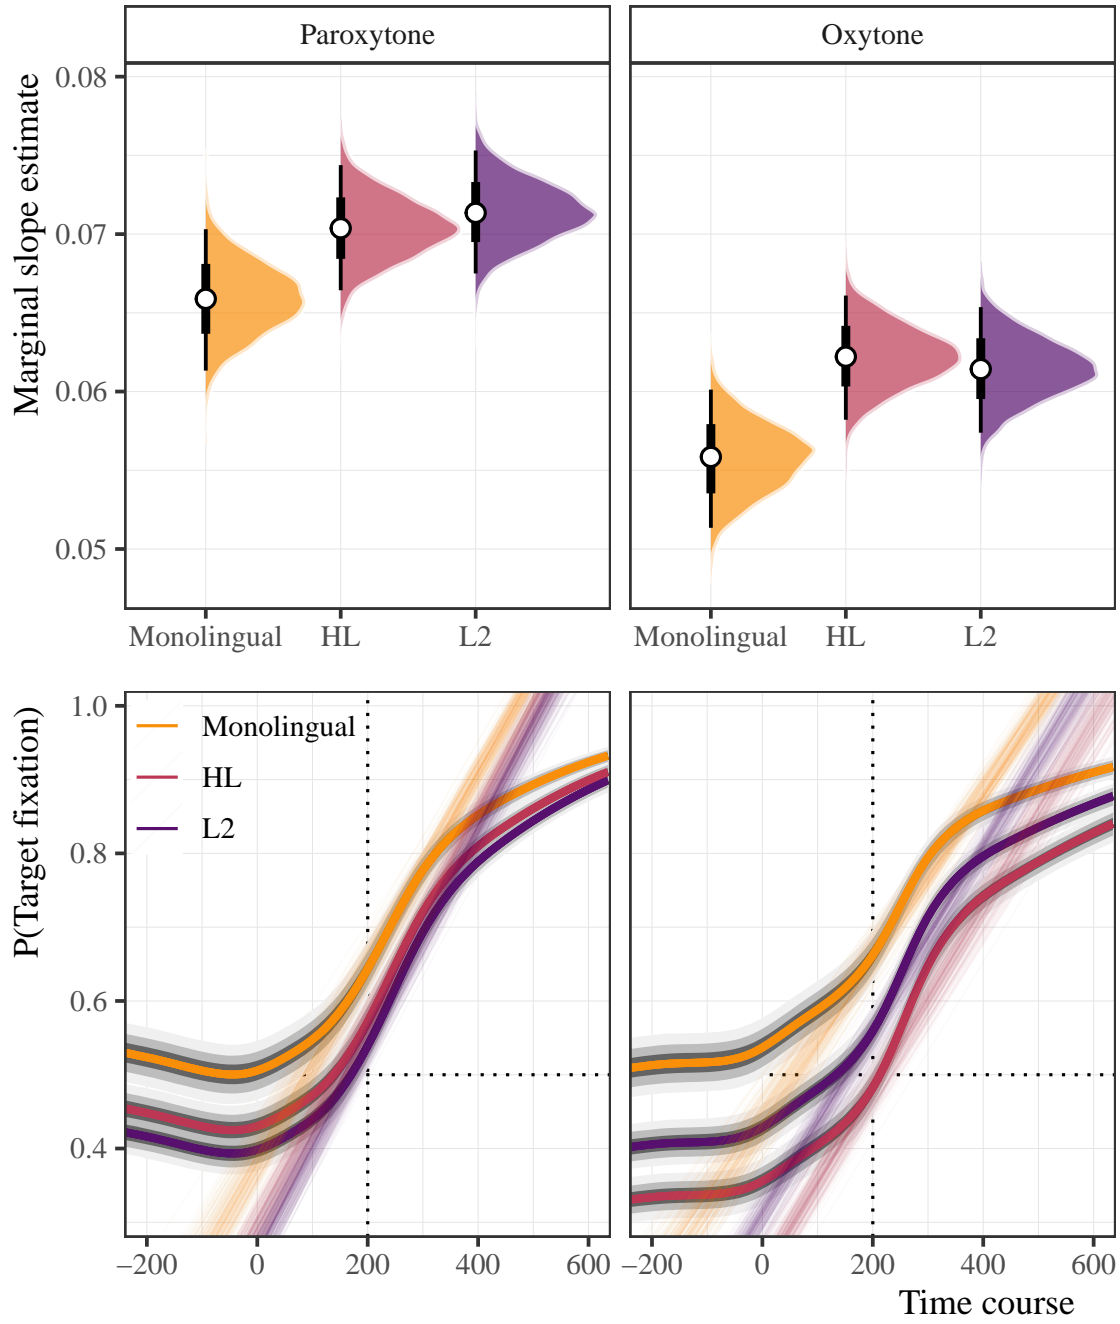 Paroxytone
Oxytone
Marginal slope estimate
0.08
0.07
0.06
0.05
Monolingual HL L2
Monolingual HL L2
P(Target fixation)
1.0
0.8
0.6
0.4
Monolingual
HL
L2
−200 0 200 400 600
−200 0 200 400 600
Time course